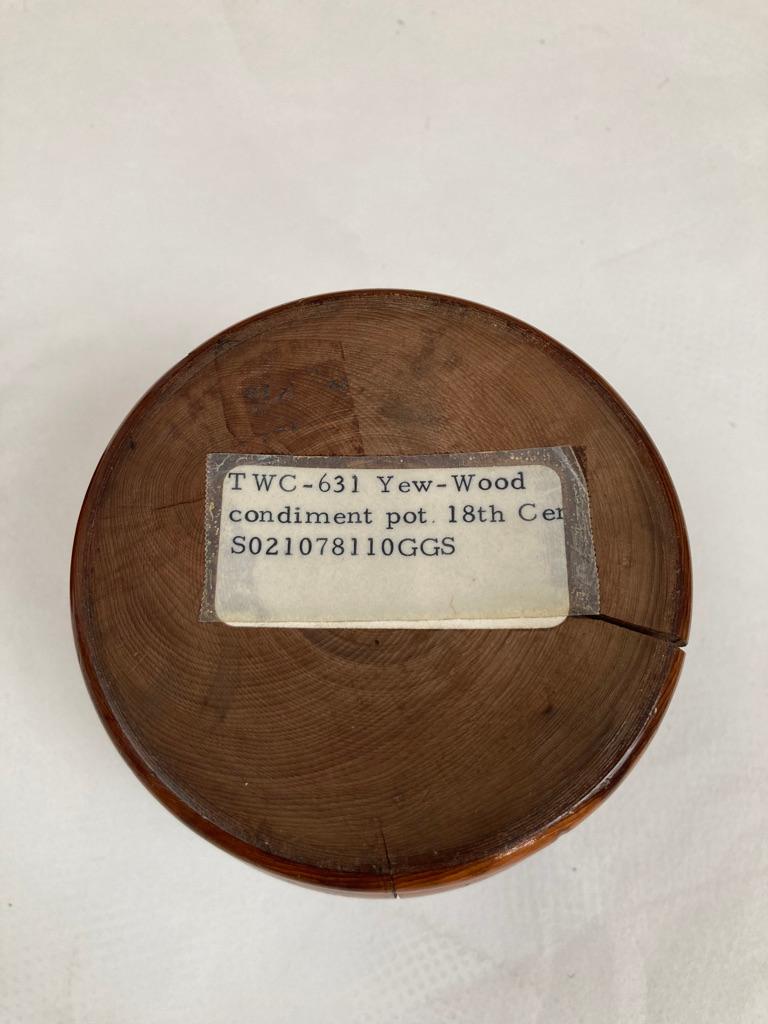 TWC-631 Yew-Wood
condiment pot. 18th Cen
S021078110GGS